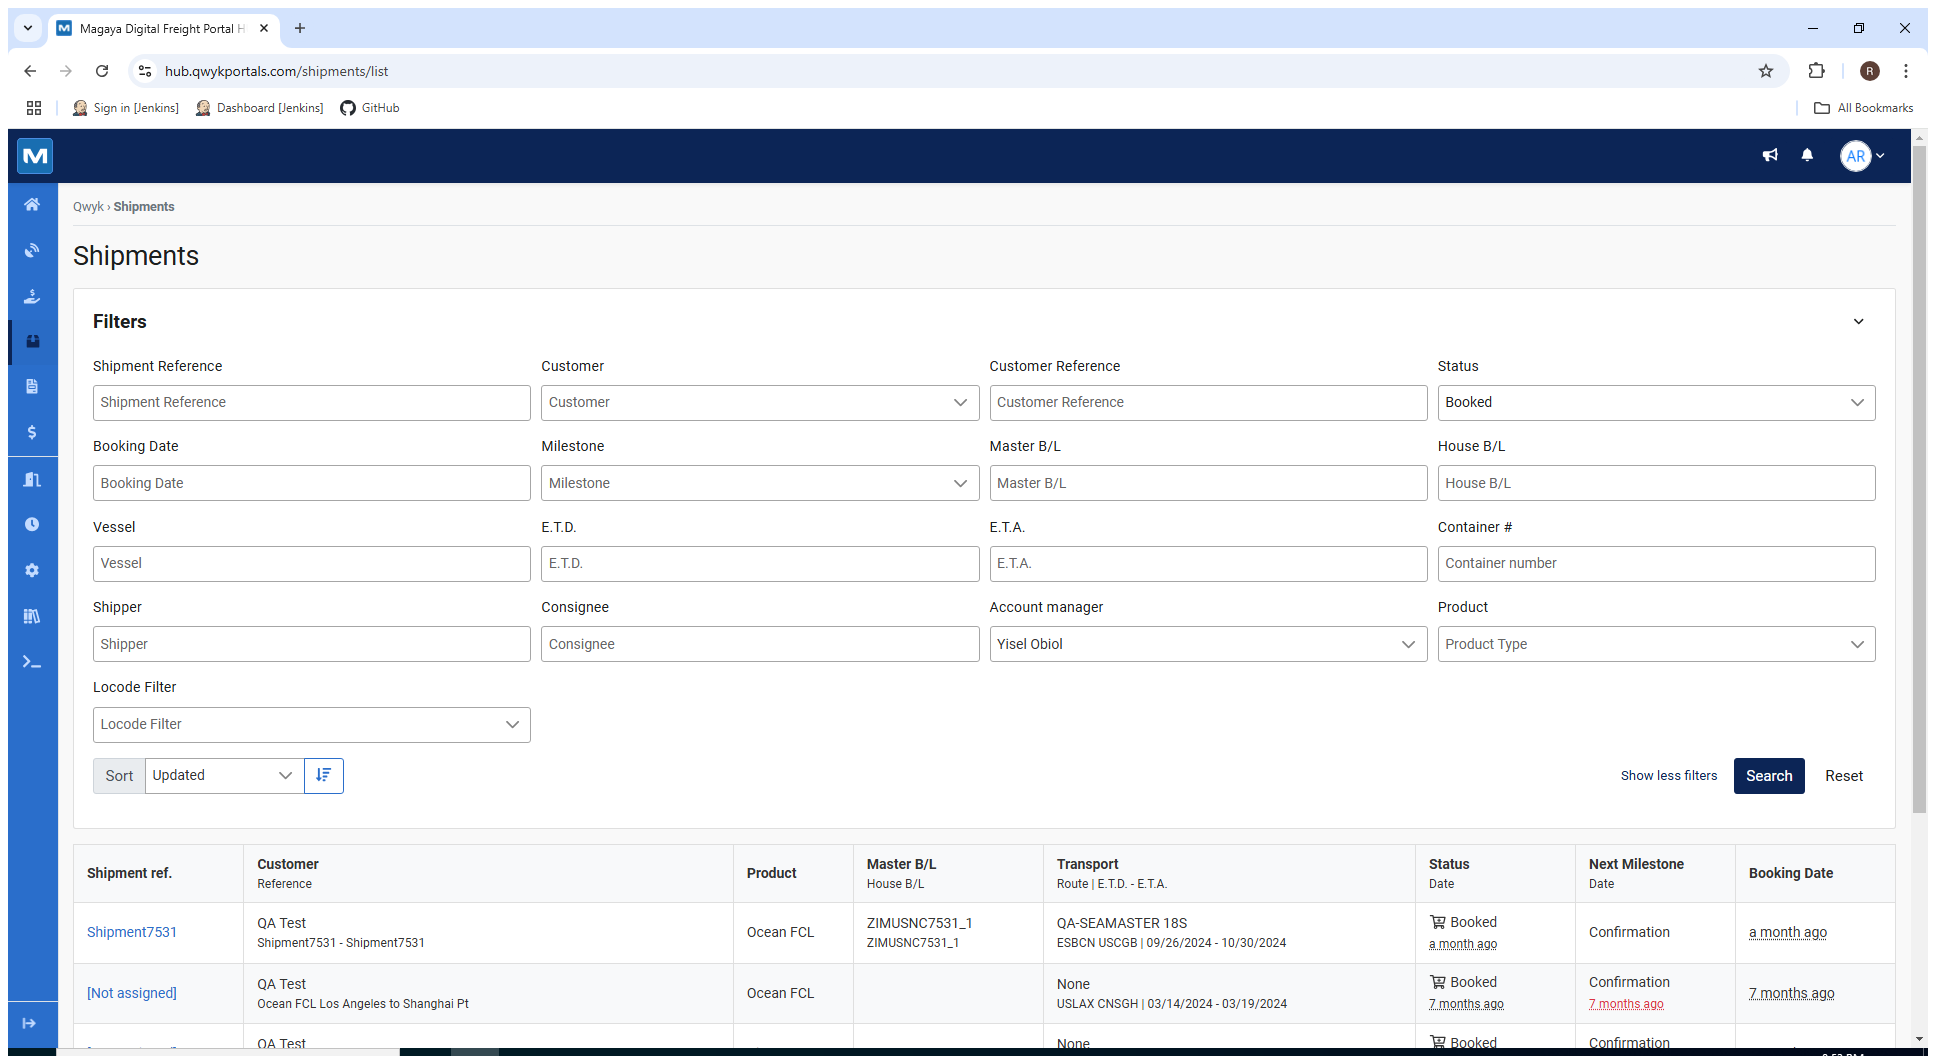 Magaya Digital Freight Portal H
hub.qwykportals.com/shipments/list
R
Sign in [Jenkins]
Dashboard [Jenkins]
GitHub
All Bookmarks
M
AR
Qwyk › Shipments
Shipments
Filters
Shipment Reference Customer Customer Reference Status
Shipment Reference Customer Customer Reference Booked
Booking Date Milestone Master B/L House B/L
Booking Date Milestone Master B/L House B/L
Vessel E.T.D. E.T.A. Container #
Vessel E.T.D. E.T.A. Container number
Shipper Consignee Account manager Product
Shipper Consignee Yisel Obiol Product Type
Locode Filter
Locode Filter
Sort Updated Show less filters Search Reset
Shipment ref. Customer Product Master B/L Transport Status Next Milestone Booking Date
Reference House B/L Route | E.T.D. - E.T.A. Date Date
Shipment7531 QA Test Ocean FCL ZIMUSNC7531_1 QA-SEAMASTER 18S Booked Confirmation a month ago
Shipment7531 - Shipment7531 ZIMUSNC7531_1 ESBCN USCGB | 09/26/2024 - 10/30/2024 a month ago
[Not assigned] QA Test Ocean FCL None Booked Confirmation 7 months ago
Ocean FCL Los Angeles to Shanghai Pt USLAX CNSGH | 03/14/2024 - 03/19/2024 7 months ago 7 months ago
QA Test None Booked Confirmation